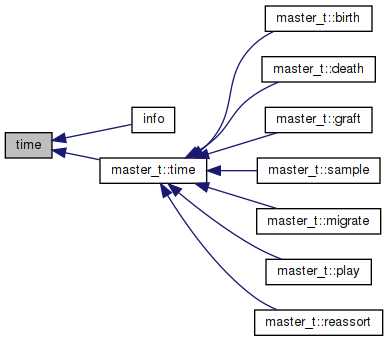 master_t::birth
master_t::death
master_t::graft
info
time
master_t::time
master_t::sample
master_t::migrate
master_t::play
master_t::reassort